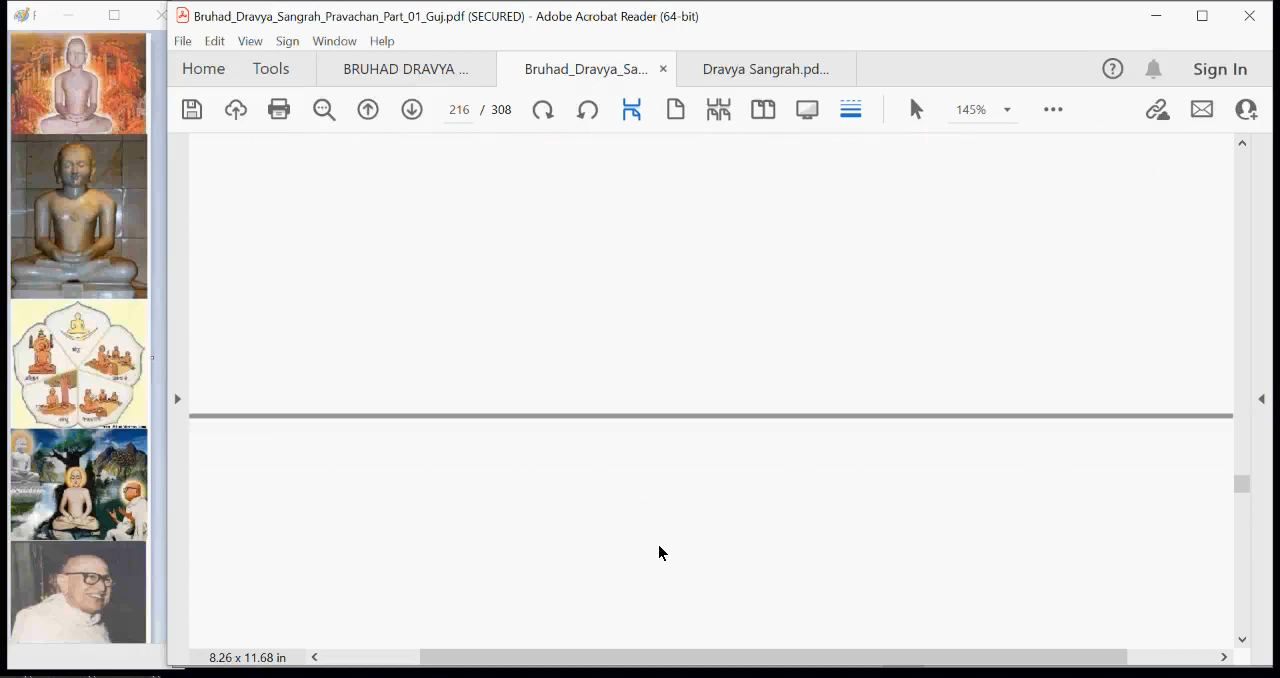 Bruhad_Dravya_Sangrah_Pravachan_Part_01_Guj.pdf (SECURED) - Adobe Acrobat Reader (64-bit)
File Edit View Sign Window Help
Home Tools BRUHAD DRAVYA ... Bruhad_Dravya_Sa... × Dravya Sangrah.pd... Sign In
216 / 308 145%
8.26 x 11.68 in